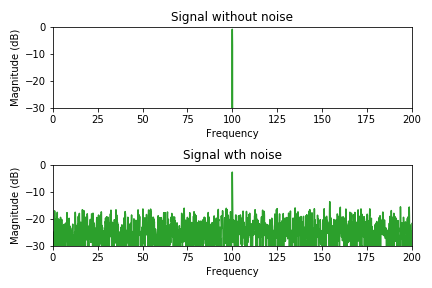 Signal without noise
0
−10
−20
−30
Magnitude (dB)
0 25 50 75 100 125 150 175 200
Frequency
Signal wth noise
0
−10
−20
−30
Magnitude (dB)
0 25 50 75 100 125 150 175 200
Frequency